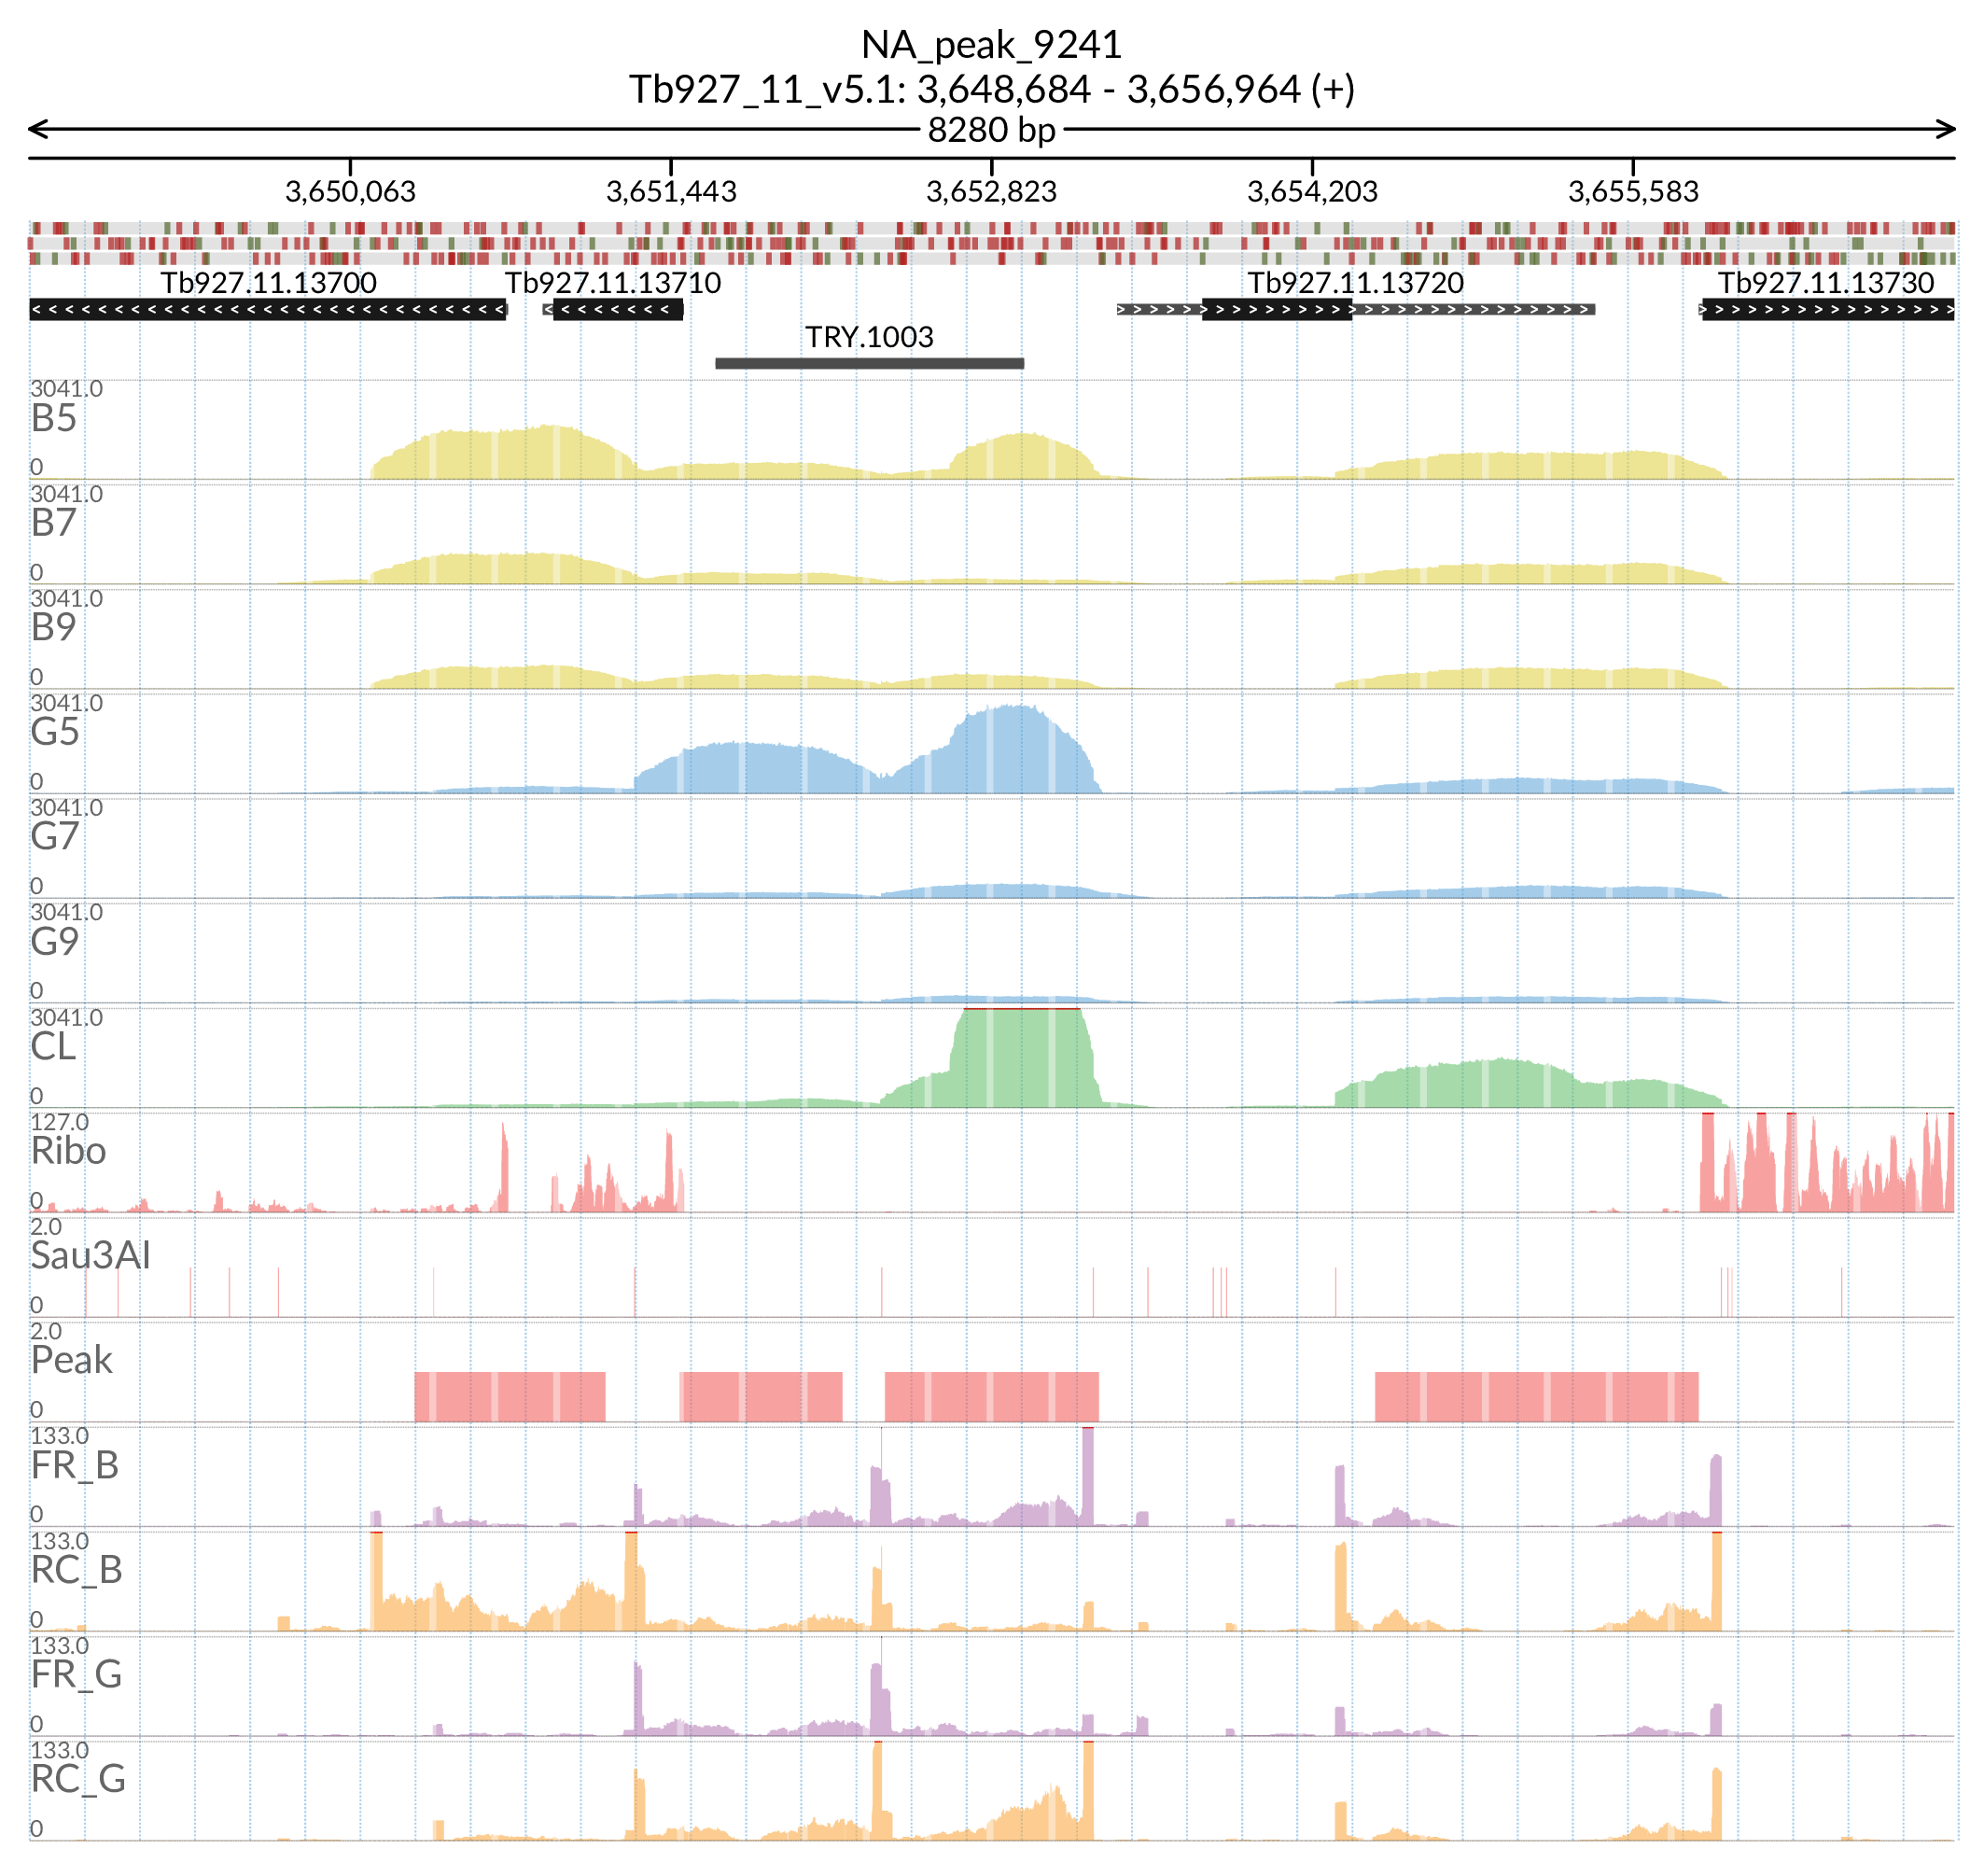 NA_peak_9241
Tb927_11_v5.1: 3,648,684 - 3,656,964 (+)
8280 bp
3,650,063 3,651,443 3,652,823 3,654,203 3,655,583
Tb927.11.13700 Tb927.11.13710 Tb927.11.13720 Tb927.11.13730
TRY.1003
3041.0
B5
0
3041.0
B7
0
3041.0
B9
0
3041.0
G5
0
3041.0
G7
0
3041.0
G9
0
3041.0
CL
0
127.0
Ribo
0
2.0
Sau3AI
0
2.0
Peak
0
133.0
FR_B
0
133.0
RC_B
0
133.0
FR_G
0
133.0
RC_G
0